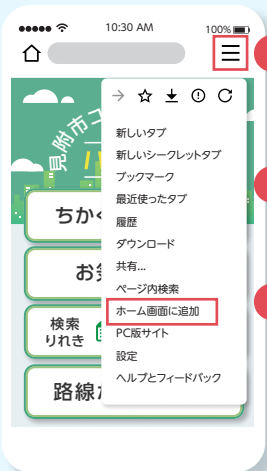 10:30 AM
100%
見附市コ
新しいタブ
新しいシークレットタブ
ブックマーク
最近使ったタブ
履歴
ダウンロード
共有...
ページ内検索
ホーム画面に追加
PC版サイト
設定
ヘルプとフィードバック
ちか
お
検索
りれき
路線